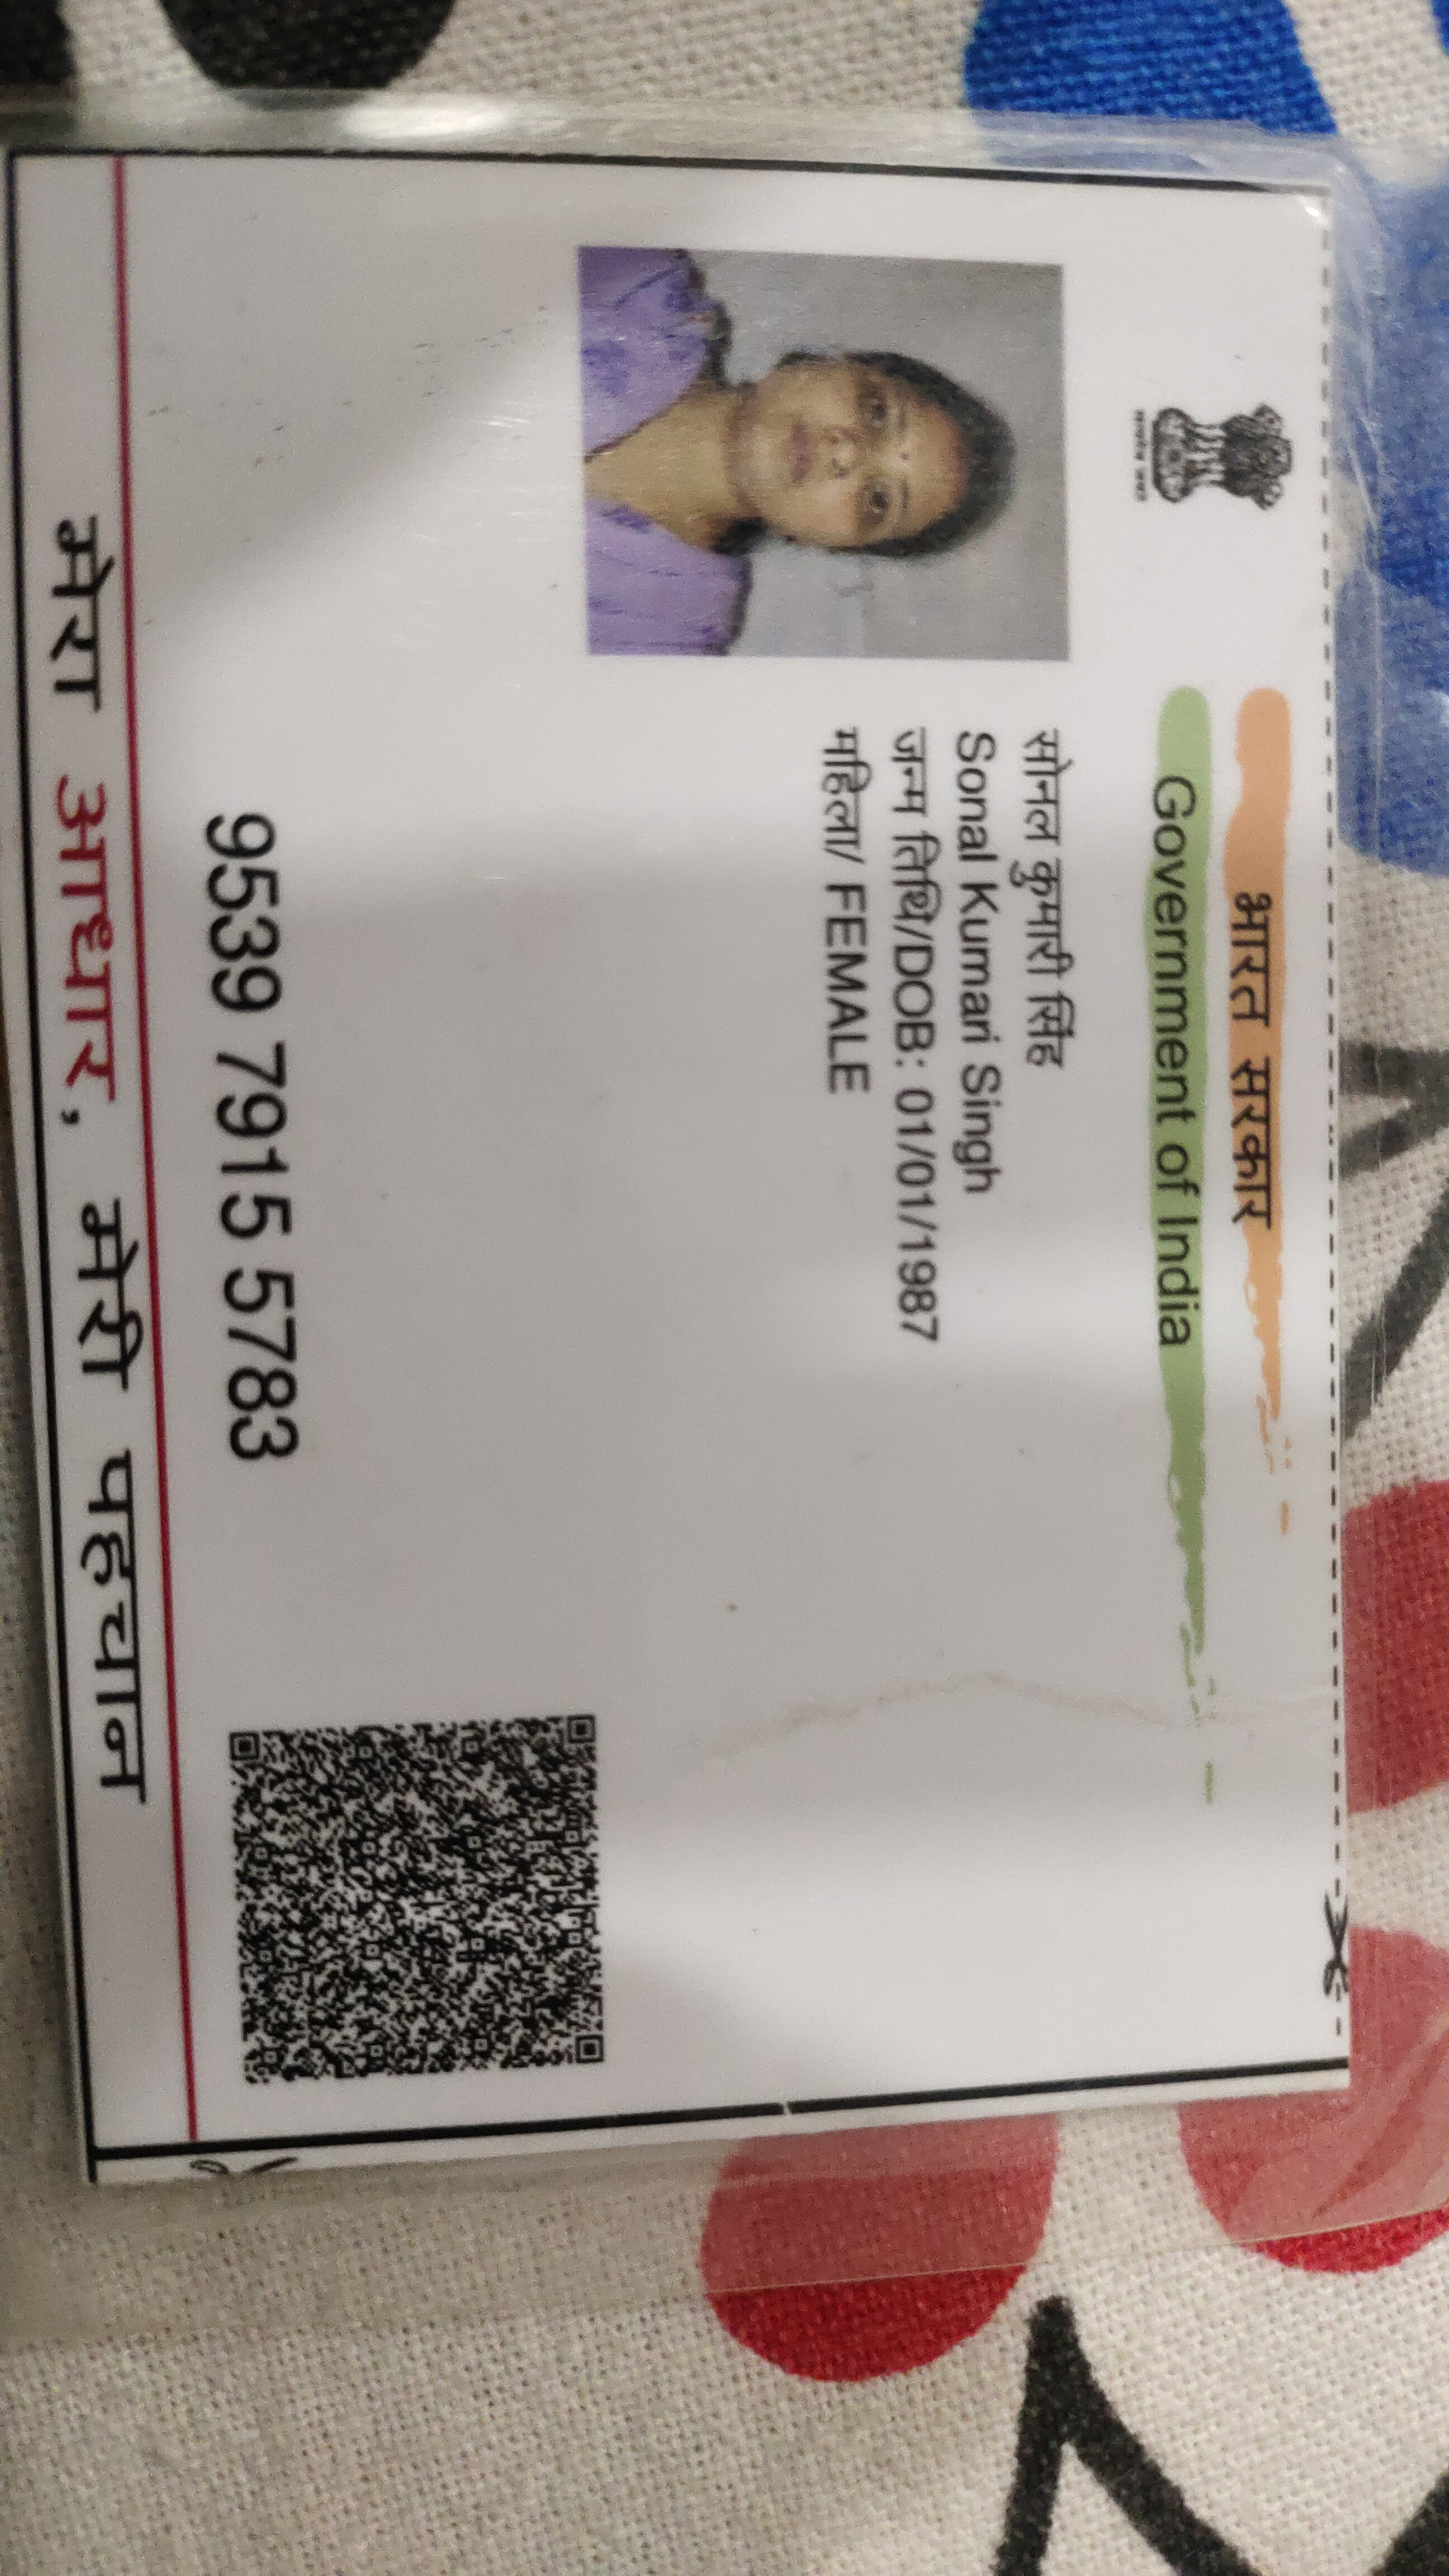 भारत सरकार
Government of India
सोनल कुमारी सिंह
Sonal Kumari Singh
जन्म तिथि/DOB: 01/01/1987
महिला/ FEMALE
9539 7915 5783
मेरा आधार, मेरी पहचान